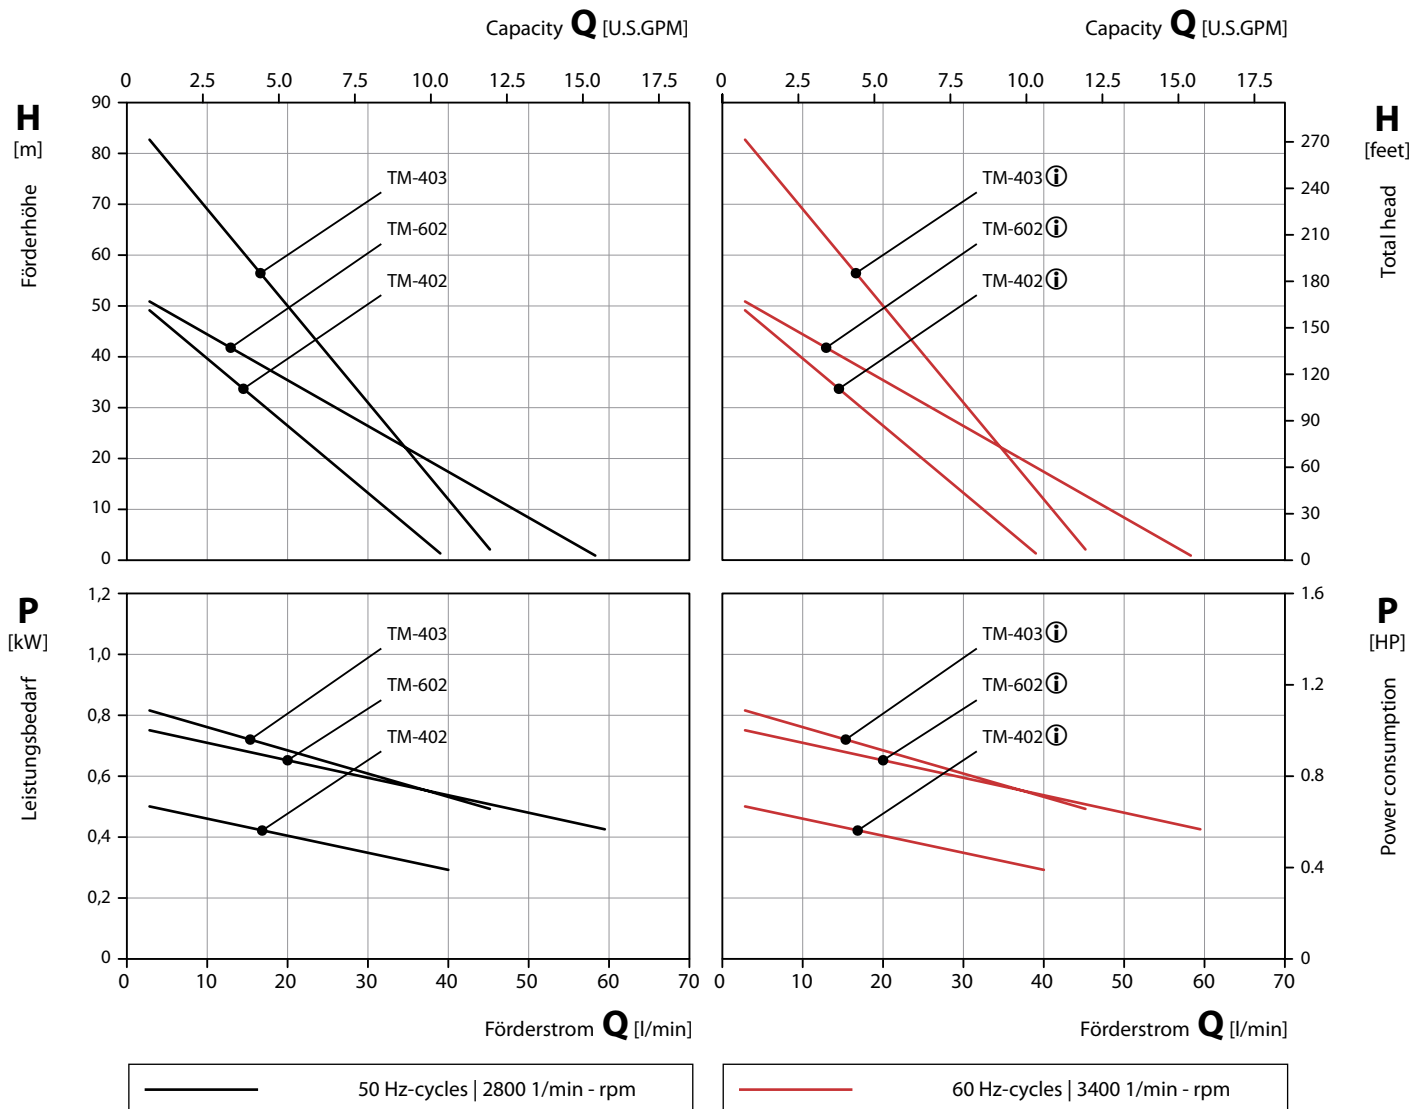 Capacity Q [U.S.GPM]
Capacity Q [U.S.GPM]
0 2.5 5.0 7.5 10.0 12.5 15.0 17.5
0 2.5 5.0 7.5 10.0 12.5 15.0 17.5
H
[m]
Förderhöhe
90
80
70
60
50
40
30
20
10
0
TM-403
TM-602
TM-402
TM-403 ⓘ
TM-602 ⓘ
TM-402 ⓘ
H
[feet]
Total head
270
240
210
180
150
120
90
60
30
0
P
[kW]
Leistungsbedarf
1,2
1,0
0,8
0,6
0,4
0,2
0
TM-403
TM-602
TM-402
TM-403 ⓘ
TM-602 ⓘ
TM-402 ⓘ
P
[HP]
Power consumption
1.6
1.2
0.8
0.4
0
0 10 20 30 40 50 60 70
0 10 20 30 40 50 60 70
Förderstrom Q [l/min]
Förderstrom Q [l/min]
50 Hz-cycles | 2800 1/min - rpm
60 Hz-cycles | 3400 1/min - rpm